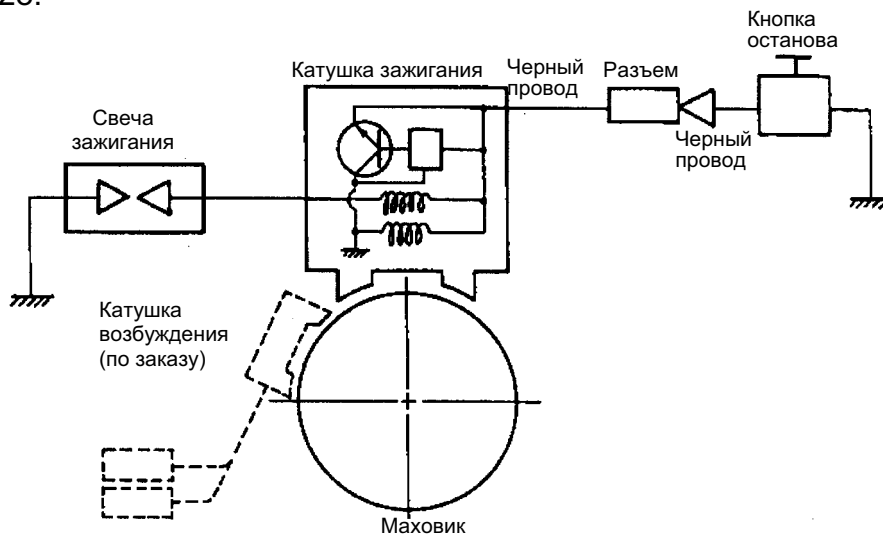 Кнопка
останова
Катушка зажигания
Черный
провод
Разъем
Свеча
зажигания
Черный
провод
Катушка
возбуждения
(по заказу)
Маховик